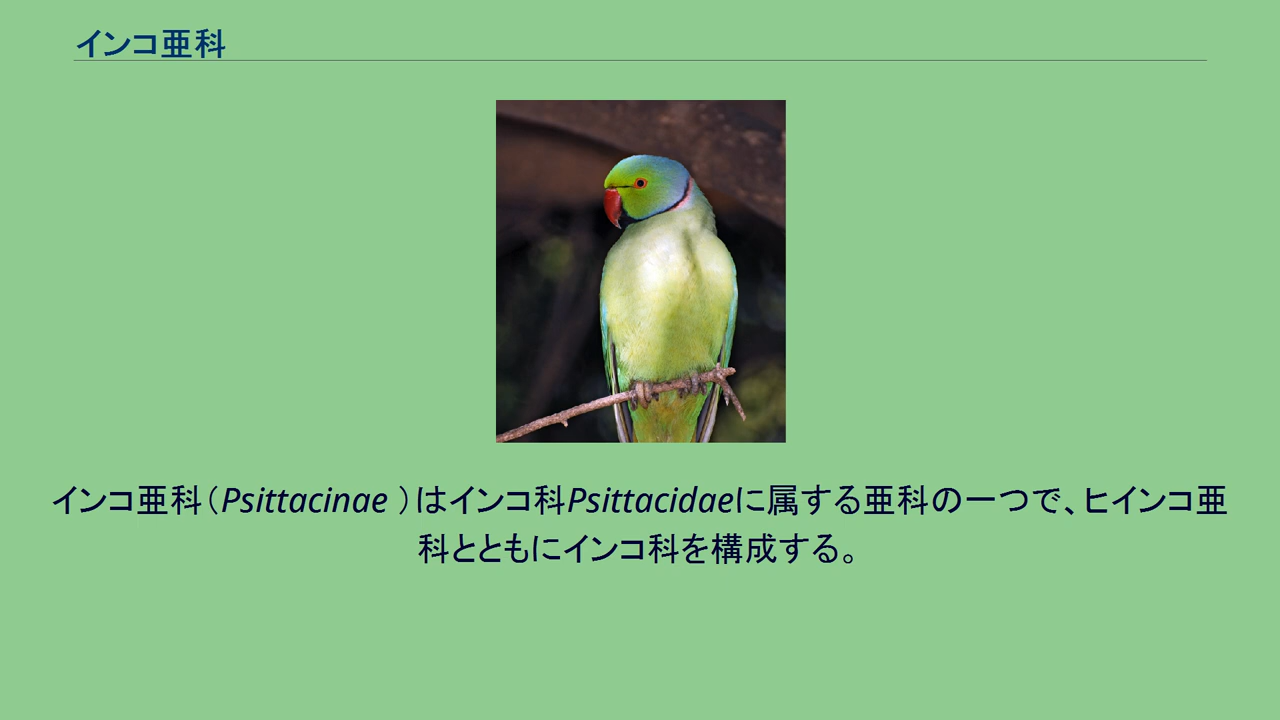 インコ亜科
インコ亜科（Psittacinae ）はインコ科Psittacidaeに属する亜科の一つで、ヒインコ亜
科とともにインコ科を構成する。